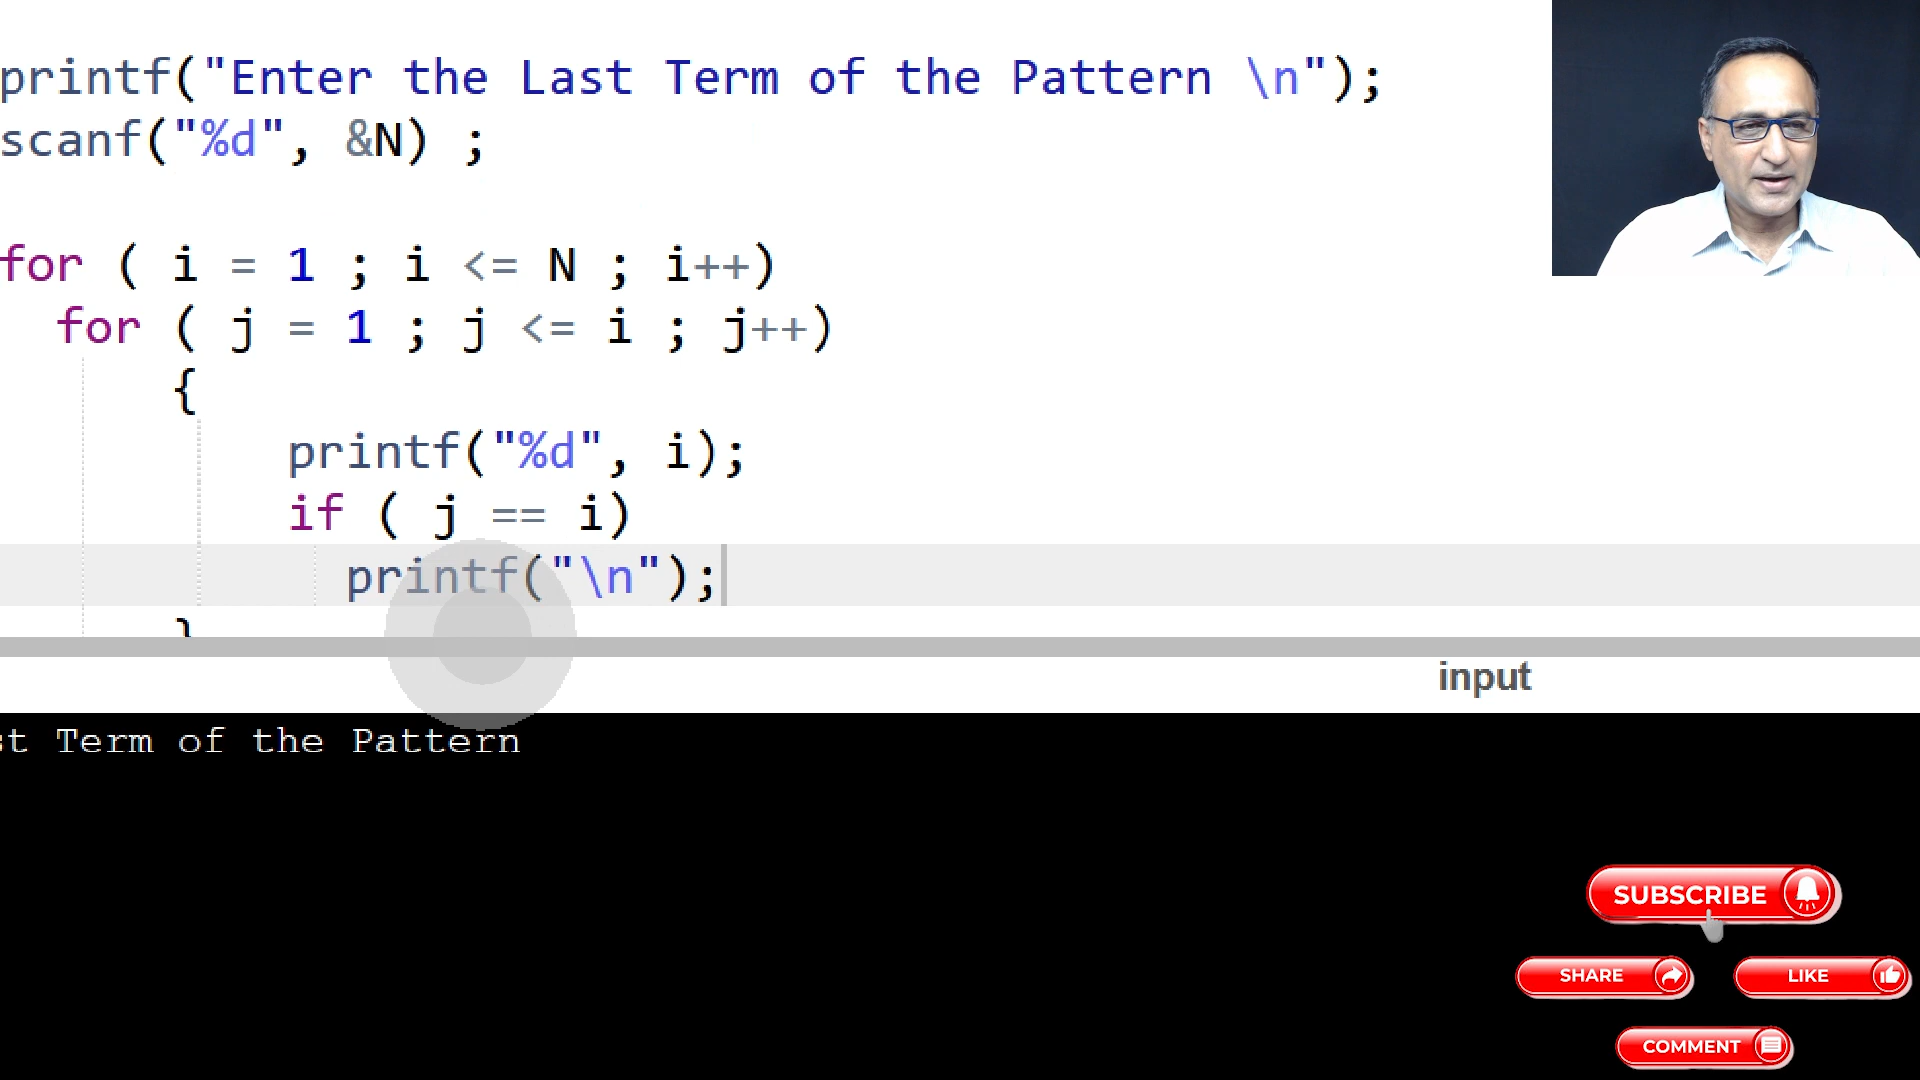 printf("Enter the Last Term of the Pattern \n");
scanf("%d", &N) ;
for ( i = 1 ; i <= N ; i++)
for ( j = 1 ; j <= i ; j++)
{
printf("%d", i);
if ( j == i)
printf("\n");
}
input
st Term of the Pattern
SUBSCRIBE
SHARE
LIKE
COMMENT